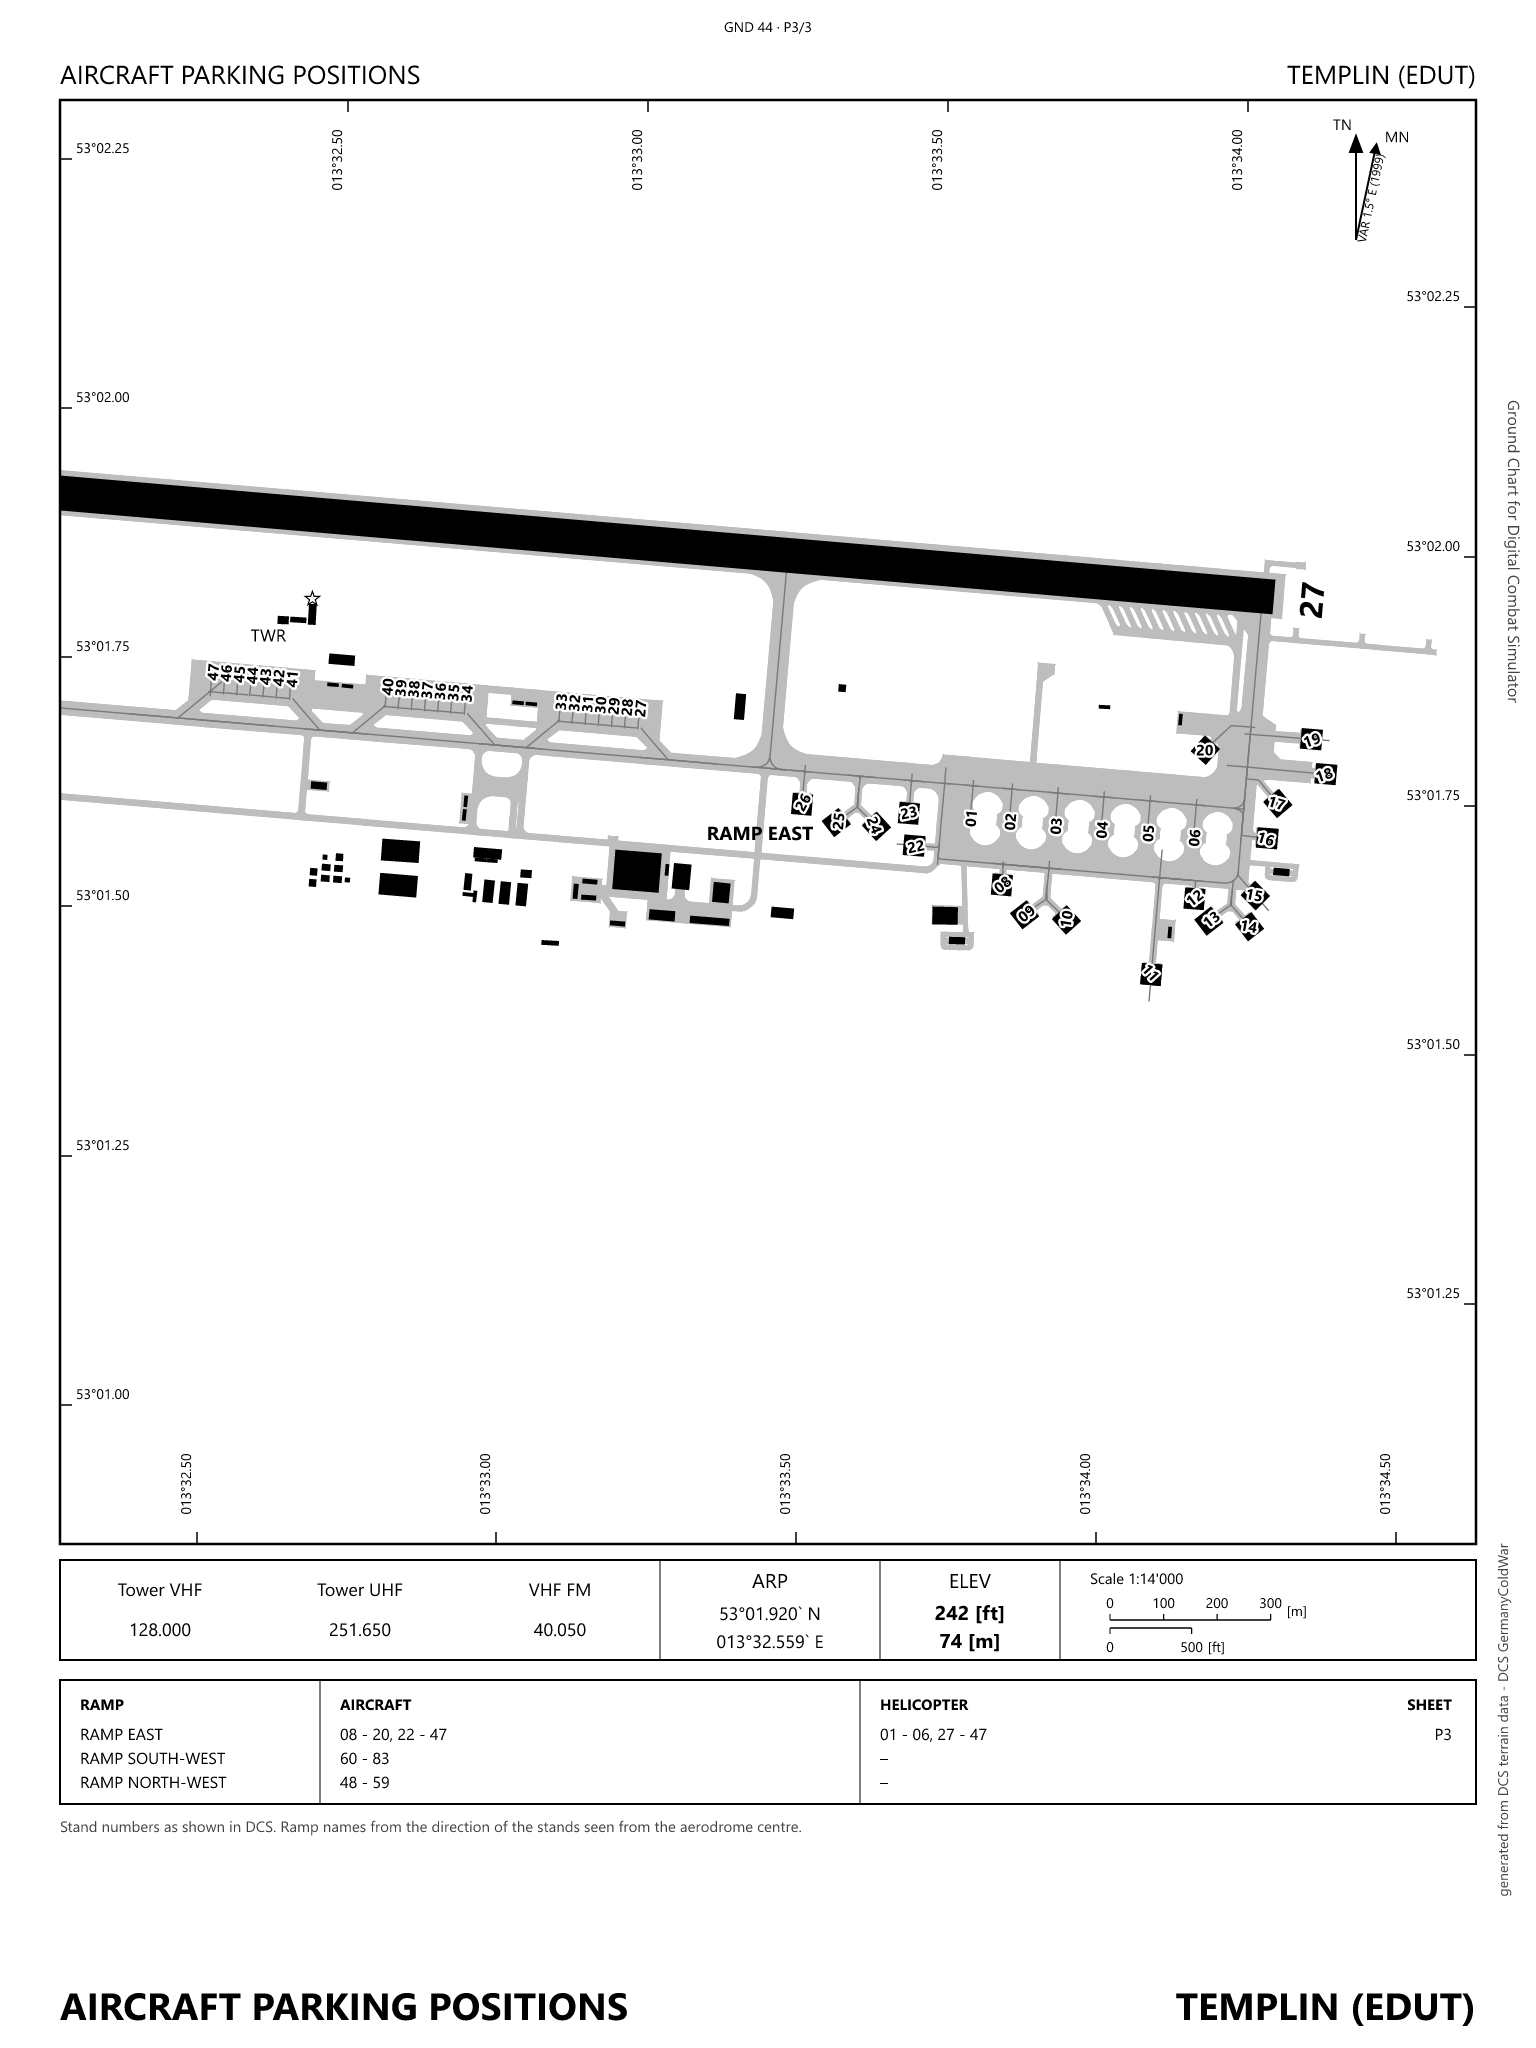 GND 44 · P3/3
AIRCRAFT PARKING POSITIONS
TEMPLIN (EDUT)
013°32.50
013°33.00
013°33.50
013°34.00
TN
MN
VAR 1.5° E (1999)
53°02.25
53°02.25
53°02.00
53°02.00
27
TWR
53°01.75
53°01.75
47
46
45
44
43
42
41
40
39
38
37
36
35
34
33
32
31
30
29
28
27
20
19
18
17
16
26
25
24
23
22
01
02
03
04
05
06
RAMP EAST
08
09
10
11
12
13
14
15
53°01.50
53°01.50
53°01.25
53°01.25
53°01.00
013°32.50
013°33.00
013°33.50
013°34.00
013°34.50
Ground Chart for Digital Combat Simulator
generated from DCS terrain data - DCS GermanyColdWar
Tower VHF
128.000
Tower UHF
251.650
VHF FM
40.050
ARP
53°01.920` N
013°32.559` E
ELEV
242 [ft]
74 [m]
Scale 1:14'000
0 100 200 300 [m]
0 500 [ft]
RAMP AIRCRAFT HELICOPTER SHEET
RAMP EAST 08 - 20, 22 - 47 01 - 06, 27 - 47 P3
RAMP SOUTH-WEST 60 - 83 –
RAMP NORTH-WEST 48 - 59 –
Stand numbers as shown in DCS. Ramp names from the direction of the stands seen from the aerodrome centre.
AIRCRAFT PARKING POSITIONS
TEMPLIN (EDUT)